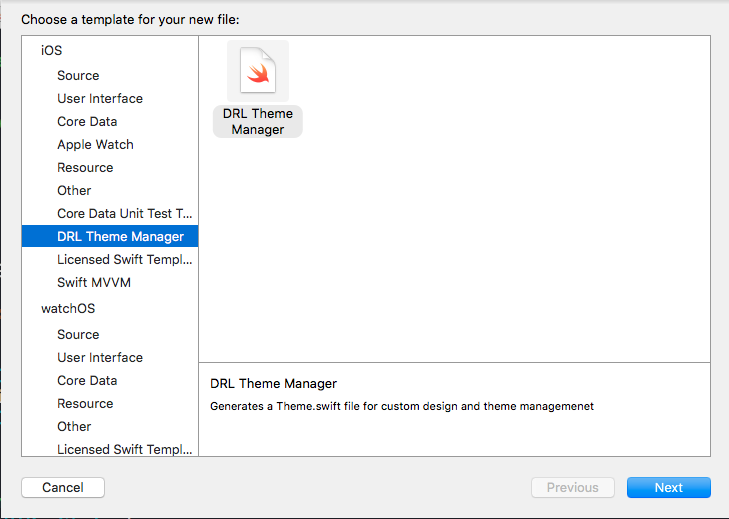 Choose a template for your new file:
iOS
Source
User Interface
Core Data
Apple Watch
Resource
Other
Core Data Unit Test T...
DRL Theme Manager
Licensed Swift Templ...
Swift MVVM
watchOS
Source
User Interface
Core Data
Resource
Other
Licensed Swift Templ...
DRL Theme
Manager
DRL Theme Manager
Generates a Theme.swift file for custom design and theme managemenet
Cancel
Previous
Next